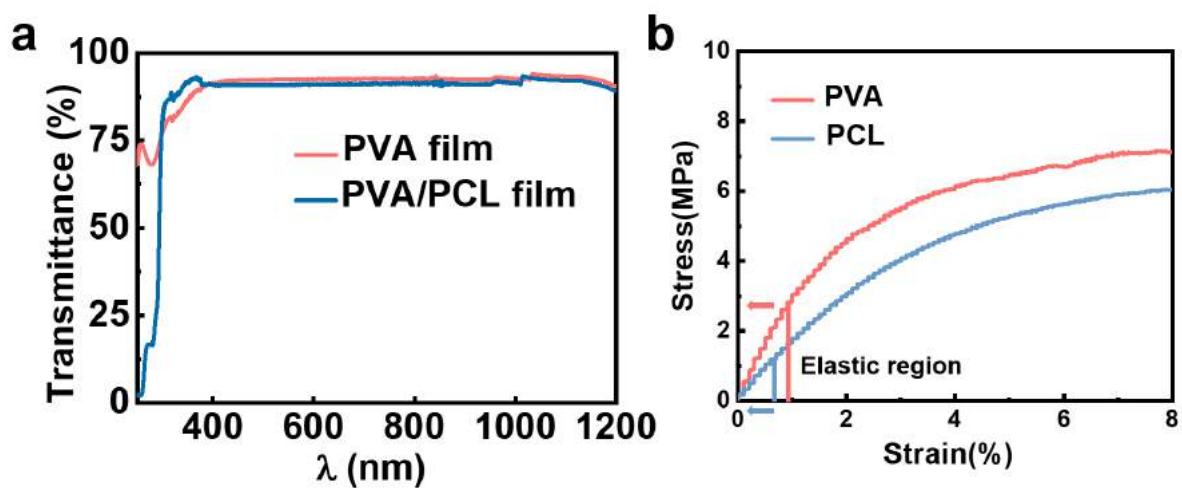 a
100
75
50
25
0
Transmittance (%)
PVA film
PVA/PCL film
400
600
800
1000
1200
λ (nm)
b
10
8
6
4
2
0
Stress(MPa)
PVA
PCL
Elastic region
0
2
4
6
8
Strain(%)